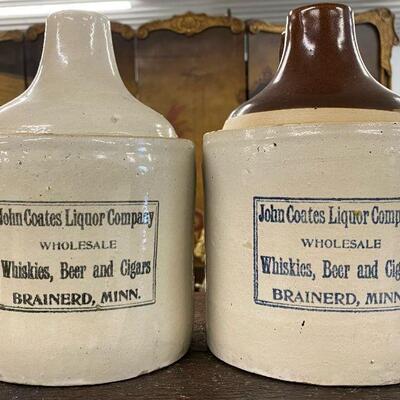 John Coates Liquor Company
WHOLESALE
Whiskies, Beer and Cigars
BRAINERD, MINN.
John Coates Liquor Comp
WHOLESALE
Whiskies, Beer and Cig
BRAINERD, MINN